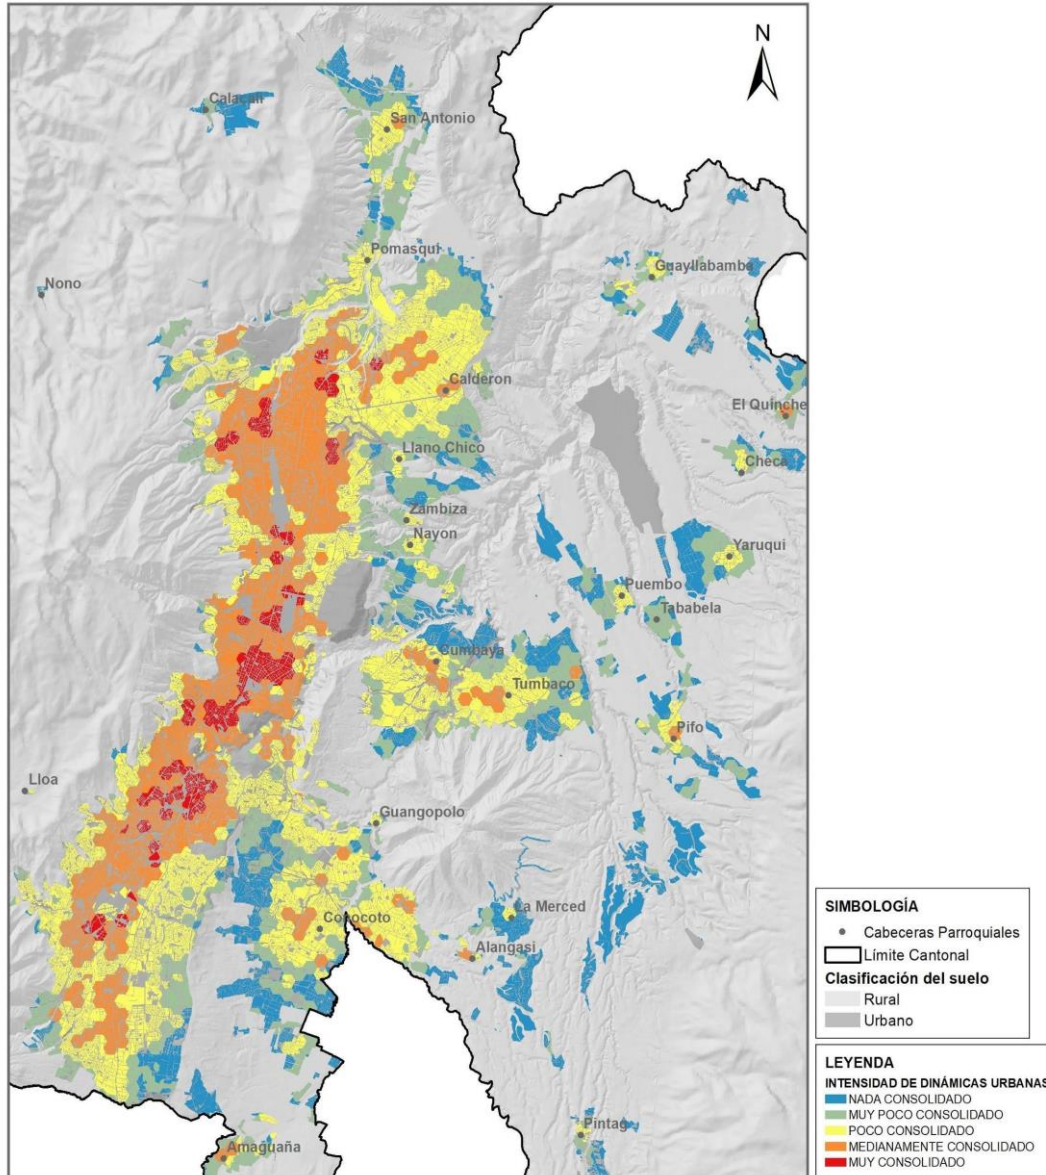 N
Calacali
San Antonio
Pomasqui
Nono
Guayllabamba
Calderon
El Quinche
Llano Chico
Checa
Zambiza
Nayon
Yaruqui
Puembo
Tababela
Cumbaya
Tumbaco
Pifo
Lloa
Guangopolo
La Merced
Conocoto
Alangasi
Pintag
Amaguaña
SIMBOLOGÍA
Cabeceras Parroquiales
Límite Cantonal
Clasificación del suelo
Rural
Urbano
LEYENDA
INTENSIDAD DE DINÁMICAS URBANAS
NADA CONSOLIDADO
MUY POCO CONSOLIDADO
POCO CONSOLIDADO
MEDIANAMENTE CONSOLIDADO
MUY CONSOLIDADO